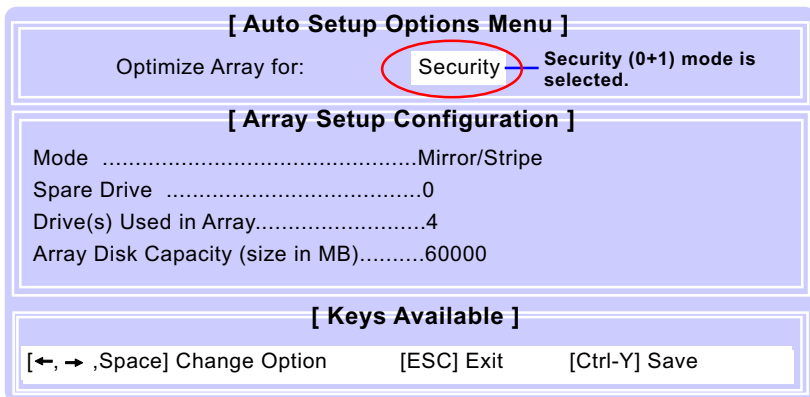 [ Auto Setup Options Menu ]
Optimize Array for: Security Security (0+1) mode is
selected.
[ Array Setup Configuration ]
Mode ................................................Mirror/Stripe
Spare Drive .......................................0
Drive(s) Used in Array..........................4
Array Disk Capacity (size in MB)..........60000
[ Keys Available ]
[←, → ,Space] Change Option [ESC] Exit [Ctrl-Y] Save